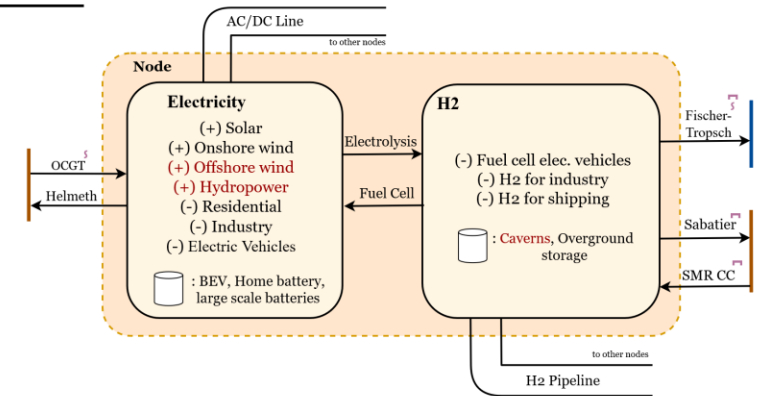 AC/DC Line
to other nodes
Node
Electricity
(+) Solar
(+) Onshore wind
(+) Offshore wind
(+) Hydropower
(-) Residential
(-) Industry
(-) Electric Vehicles
: BEV, Home battery,
large scale batteries
OCGT
Helmeth
Electrolysis
Fuel Cell
H2
(-) Fuel cell elec. vehicles
(-) H2 for industry
(-) H2 for shipping
: Caverns, Overground
storage
Fischer-
Tropsch
Sabatier
SMR CC
to other nodes
H2 Pipeline